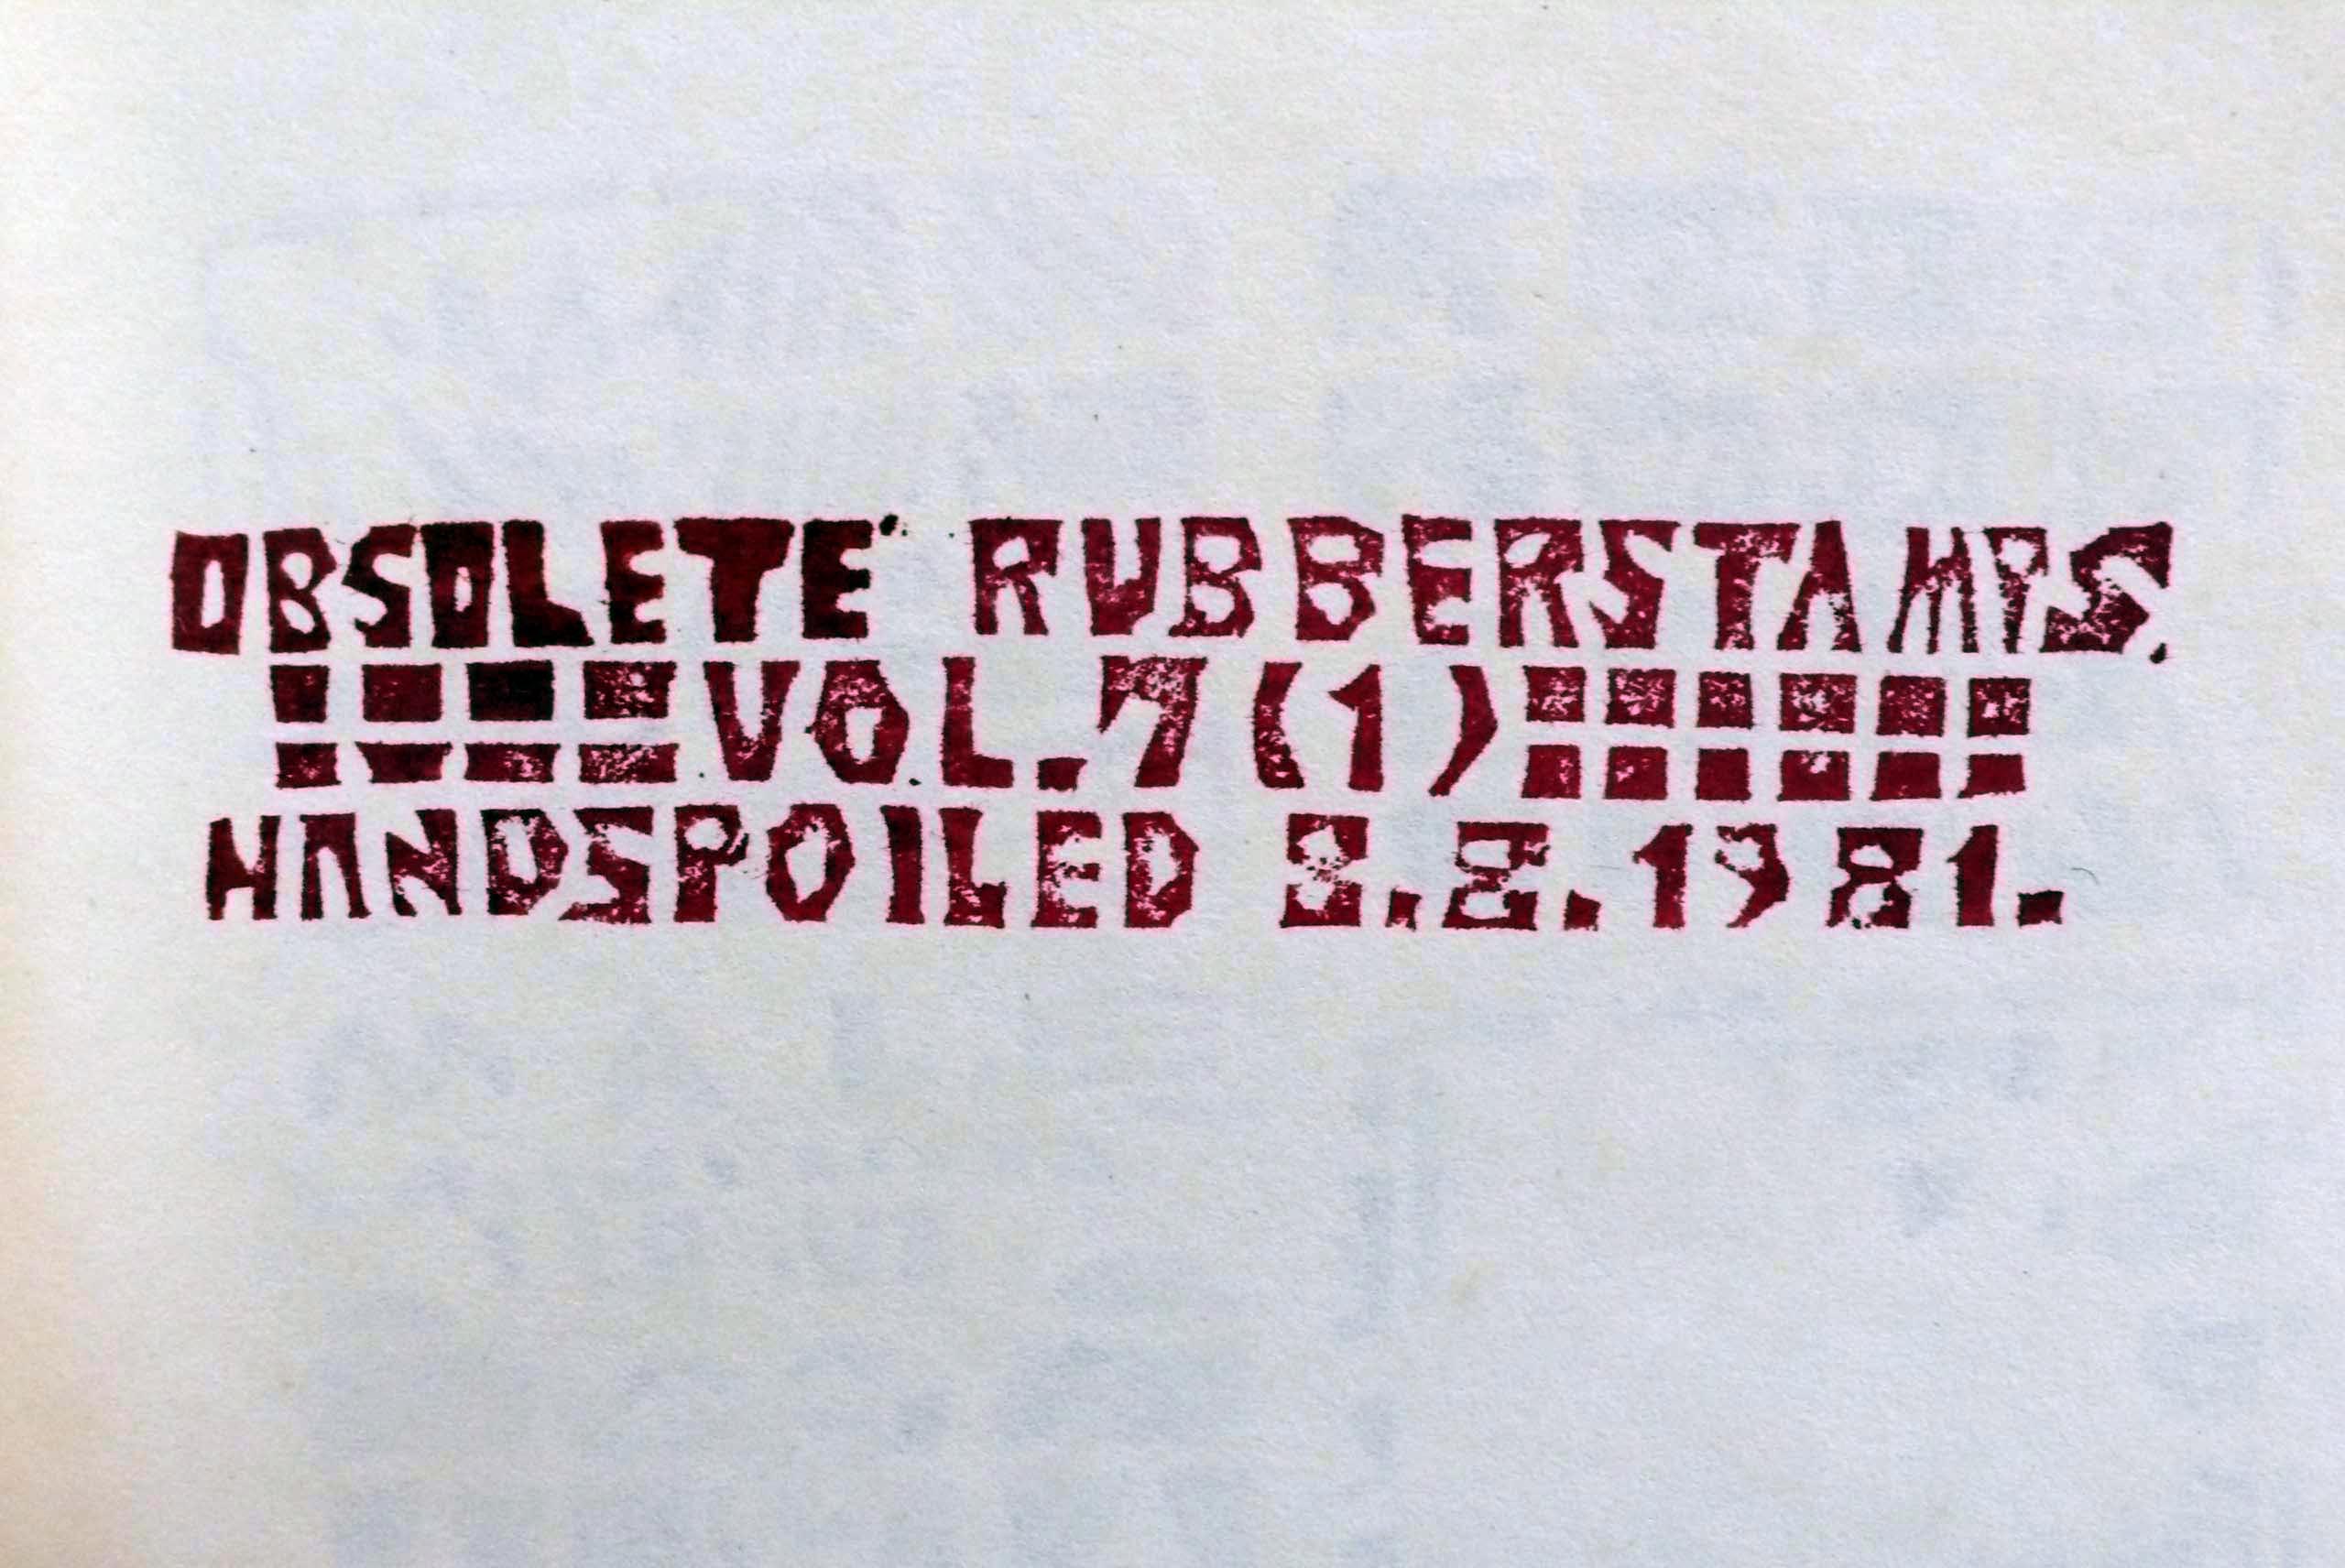 OBSOLETE RUBBERSTAMPS.
VOL.7(1)
HANDSPOILED 8.8.1981.